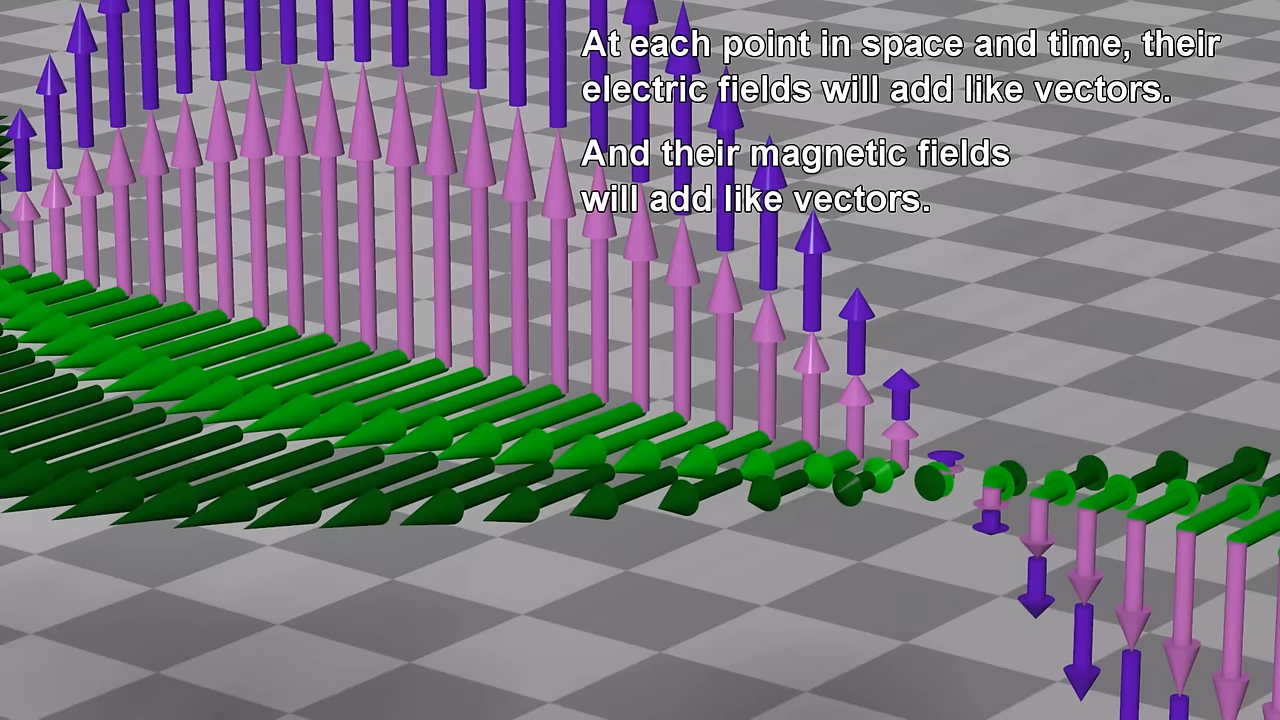 At each point in space and time, their
electric fields will add like vectors.
And their magnetic fields
will add like vectors.